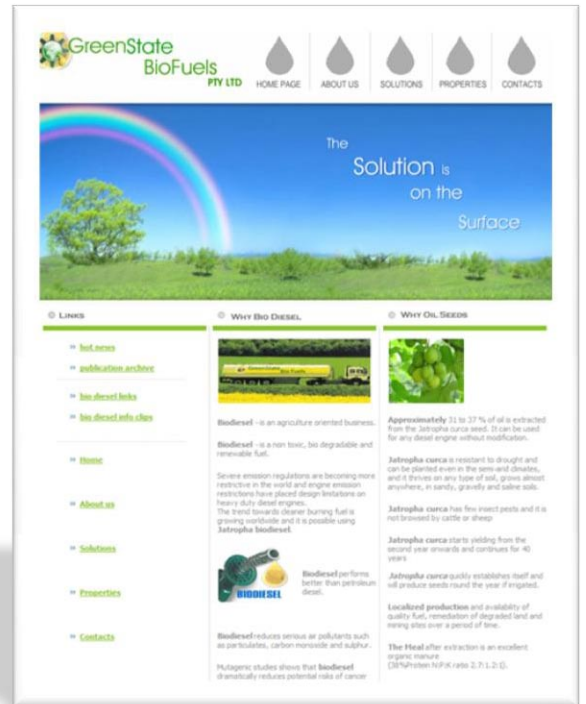 GreenState
BioFuels
PTY LTD
HOME PAGE
ABOUT US
SOLUTIONS
PROPERTIES
CONTACTS
The
Solution is
on the
Surface
LINKS
hot news
publication archive
bio diesel links
bio diesel info clips
Home
About us
Solutions
Properties
Contacts
WHY BIO DIESEL
GreenState
Bio Fuels
Biodiesel - is an agriculture oriented business.
Biodiesel - is a non toxic, bio degradable and
renewable fuel.
Severe emission regulations are becoming more
restrictive in the world and engine emission
restrictions have placed design limitations on
heavy duty diesel engines.
The trend towards cleaner burning fuel is
growing worldwide and it is possible using
Jatropha biodiesel.
BIODIESEL
Biodiesel performs
better than petroleum
diesel.
Biodiesel reduces serious air pollutants such
as particulates, carbon monoxide and sulphur.
Mutagenic studies shows that biodiesel
dramatically reduces potential risks of cancer
WHY OIL SEEDS
Approximately 31 to 37 % of oil is extracted
from the Jatropha curca seed. It can be used
for any diesel engine without modification.
Jatropha curca is resistant to drought and
can be planted even in the semi-arid climates,
and it thrives on any type of soil, grows almost
anywhere, in sandy, gravelly and saline soils.
Jatropha curca has few insect pests and it is
not browsed by cattle or sheep
Jatropha curca starts yielding from the
second year onwards and continues for 40
years
Jatropha curca quickly establishes itself and
will produce seeds round the year if irrigated.
Localized production and availability of
quality fuel, remediation of degraded land and
mining sites over a period of time.
The Meal after extraction is an excellent
organic manure
(38%Protein N:P:K ratio 2.7:1.2:1).